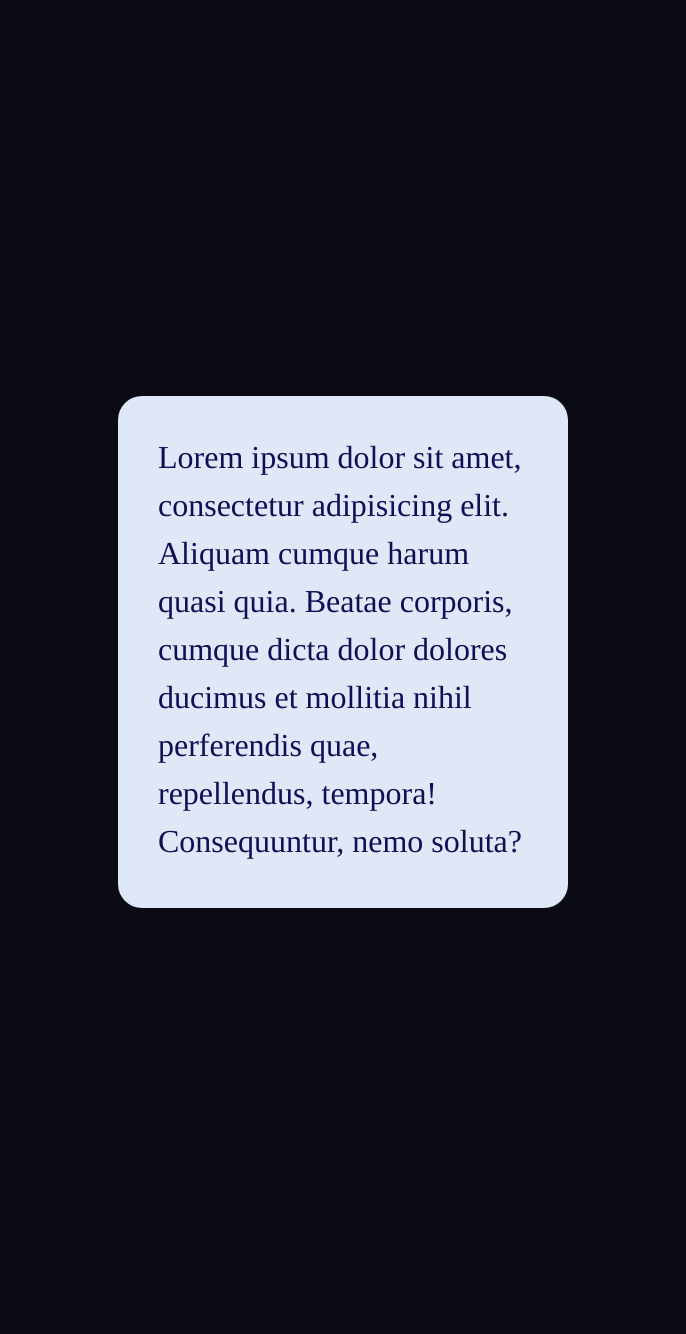 Lorem ipsum dolor sit amet,
consectetur adipisicing elit.
Aliquam cumque harum
quasi quia. Beatae corporis,
cumque dicta dolor dolores
ducimus et mollitia nihil
perferendis quae,
repellendus, tempora!
Consequuntur, nemo soluta?